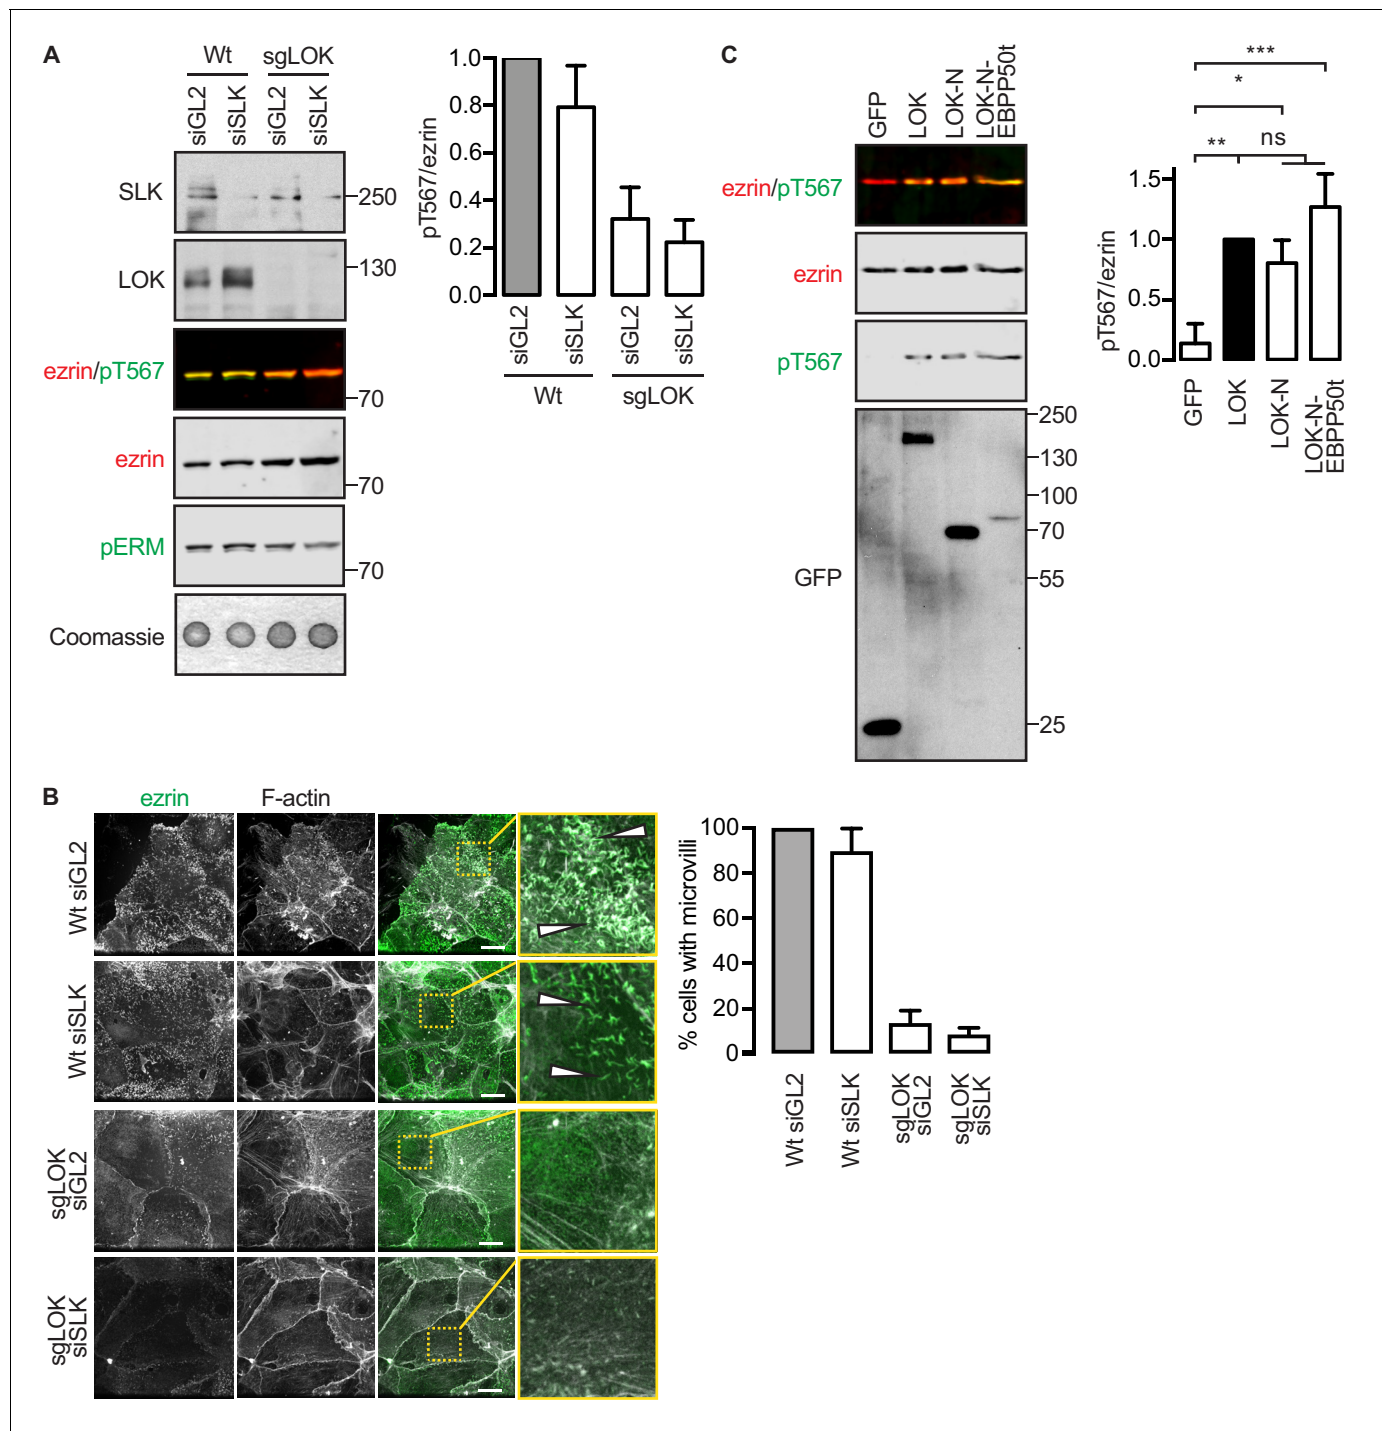 A
Wt
sgLOK
siGL2
siSLK
siGL2
siSLK
SLK
250
LOK
130
ezrin/pT567
70
ezrin
70
pERM
70
Coomassie
pT567/ezrin
1.0
0.8
0.6
0.4
0.2
0.0
siGL2
siSLK
siGL2
siSLK
Wt
sgLOK
C
GFP
LOK
LOK-N
LOK-N-
EBPP50t
ezrin/pT567
ezrin
pT567
GFP
250
130
100
70
55
25
***
*
**
ns
pT567/ezrin
1.5
1.0
0.5
0.0
GFP
LOK
LOK-N
LOK-N-
EBPP50t
B
ezrin
F-actin
Wt siGL2
Wt siSLK
sgLOK
siGL2
sgLOK
siSLK
% cells with microvilli
100
80
60
40
20
0
Wt siGL2
Wt siSLK
sgLOK
siGL2
sgLOK
siSLK